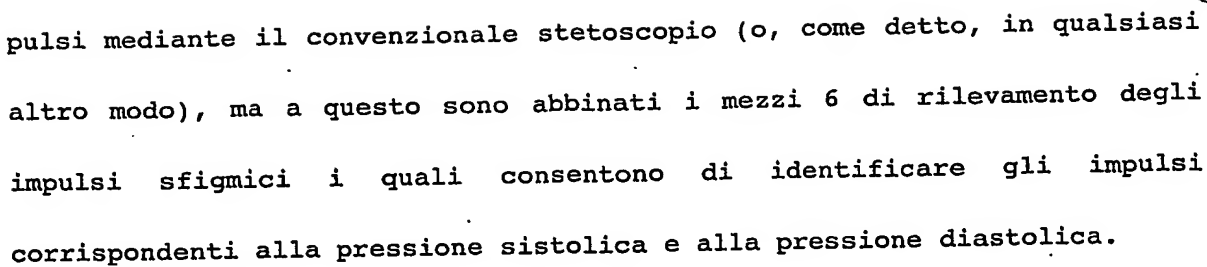 pulsi mediante il convenzionale stetoscopio (o, come detto, in qualsiasi
altro modo), ma a questo sono abbinati i mezzi 6 di rilevamento degli
impulsi sfigmici i quali consentono di identificare gli impulsi
corrispondenti alla pressione sistolica e alla pressione diastolica.